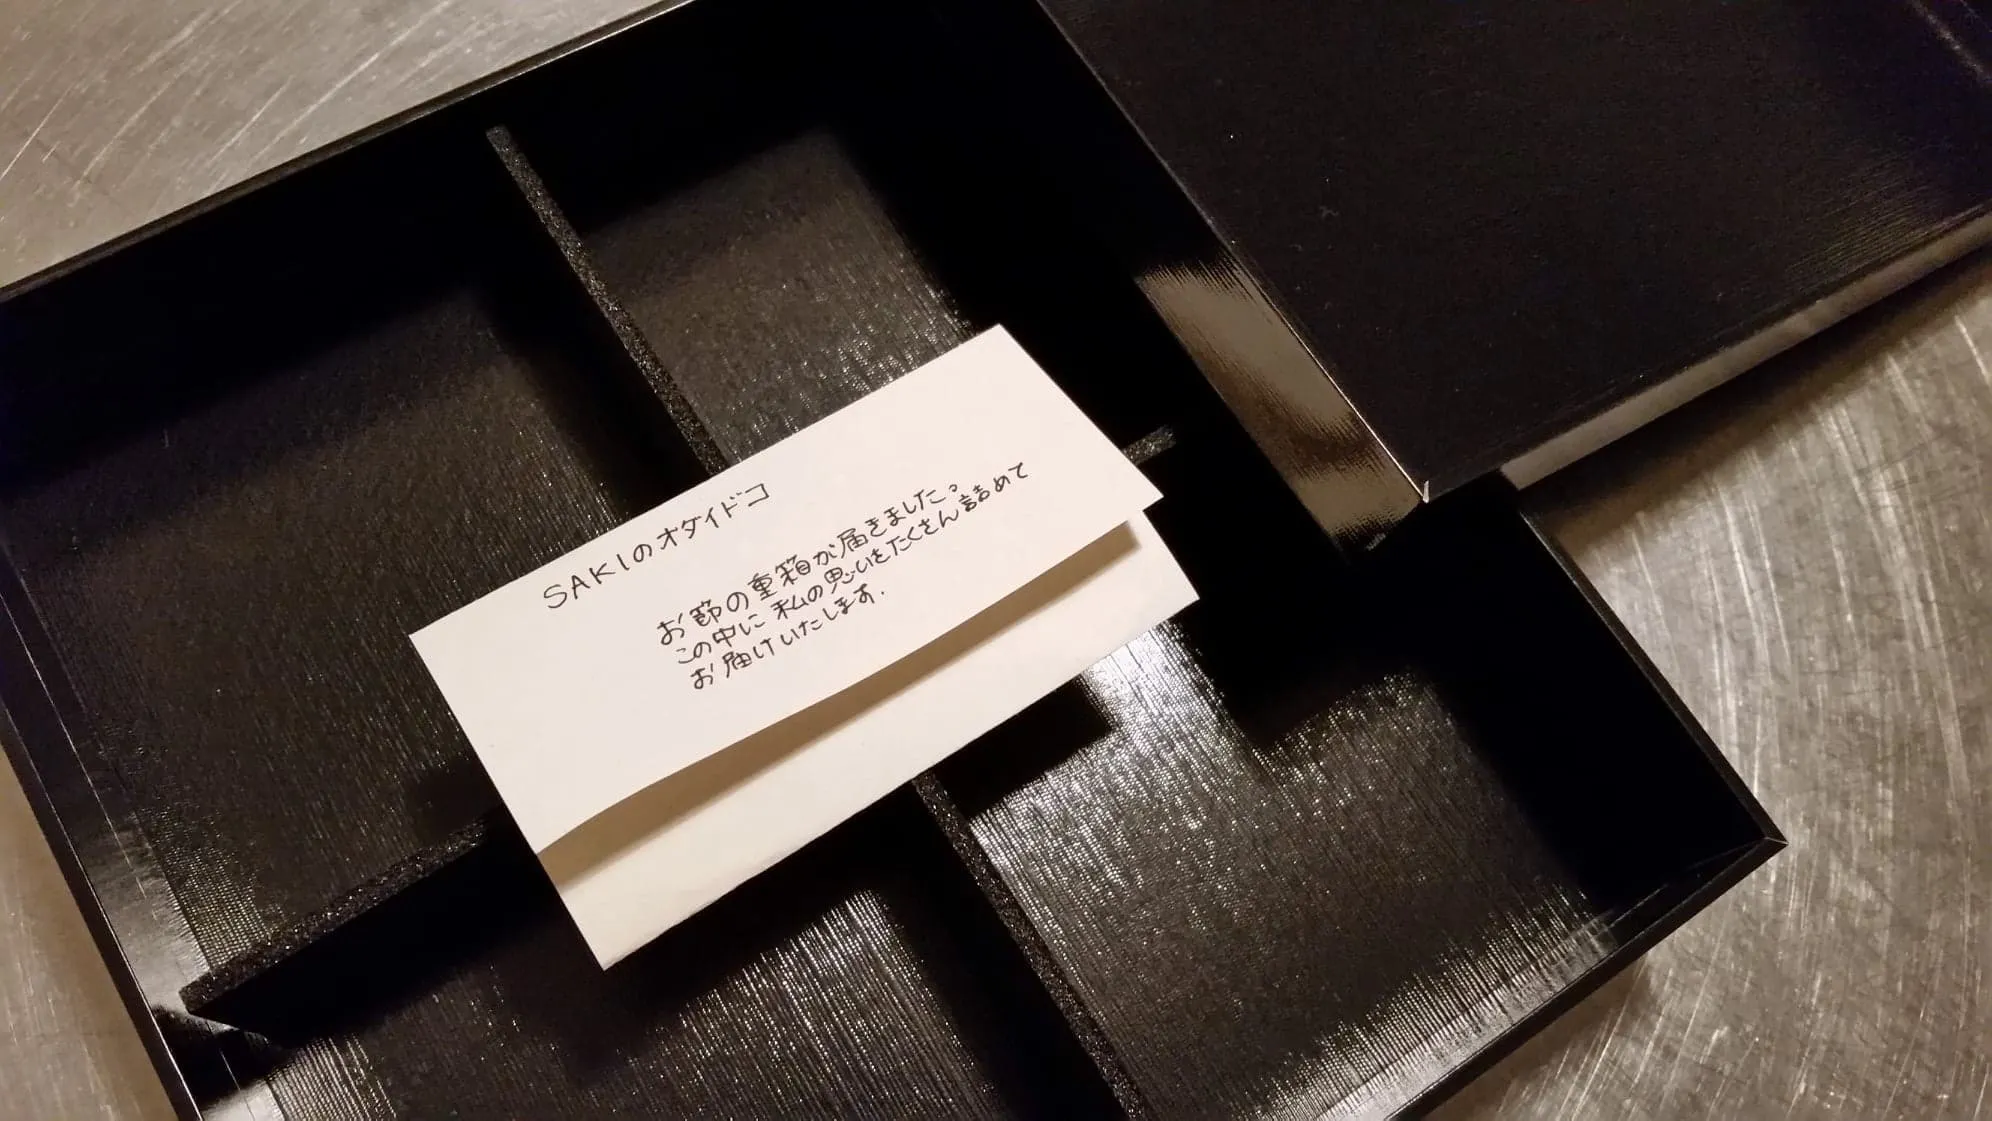 SAKIのオダイドコ
お節の重箱が届きました。
この中に私の思いをたくさん詰めて
お届けいたします.